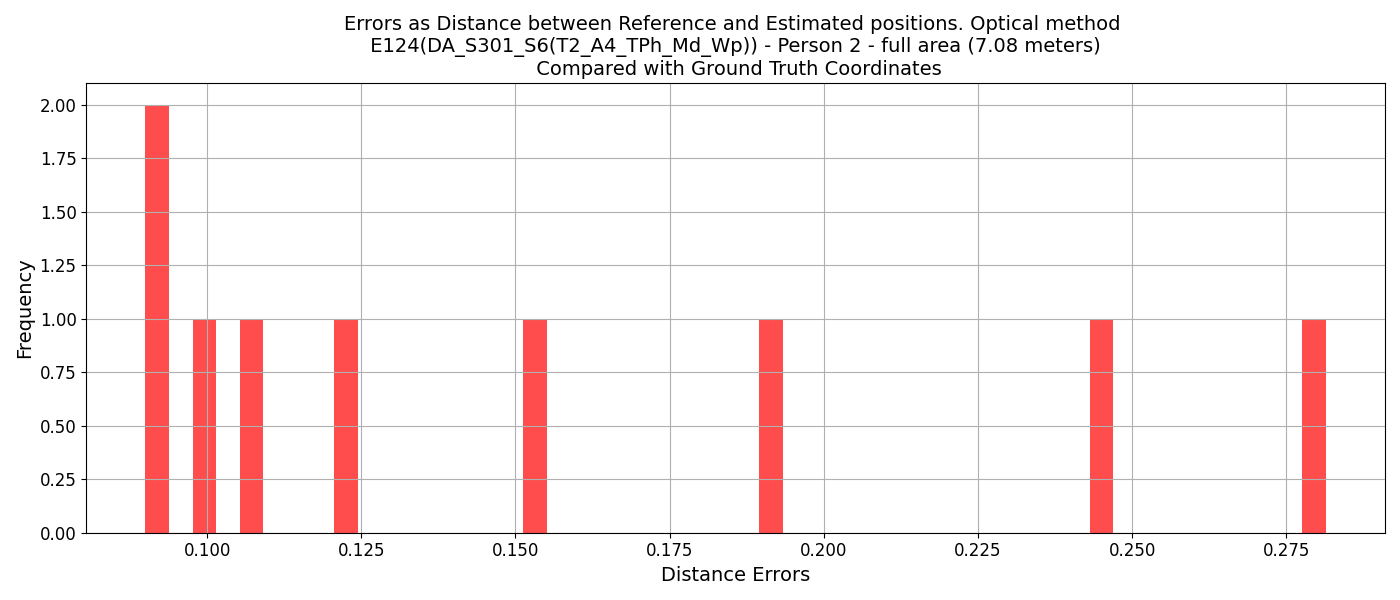 Errors as Distance between Reference and Estimated positions. Optical method
E124(DA_S301_S6(T2_A4_TPh_Md_Wp)) - Person 2 - full area (7.08 meters)
Compared with Ground Truth Coordinates
2.00
1.75
1.50
1.25
1.00
0.75
0.50
0.25
0.00
Frequency
0.100 0.125 0.150 0.175 0.200 0.225 0.250 0.275
Distance Errors